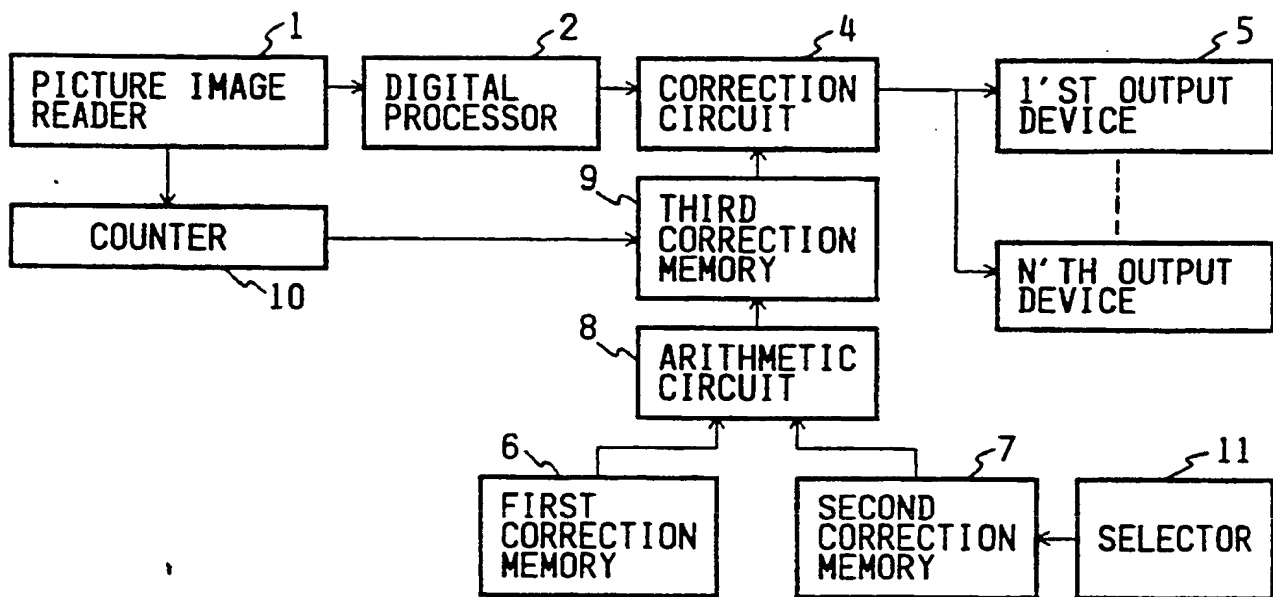 1
PICTURE IMAGE
READER
2
DIGITAL
PROCESSOR
4
CORRECTION
CIRCUIT
5
1'ST OUTPUT
DEVICE
COUNTER
10
9
THIRD
CORRECTION
MEMORY
N'TH OUTPUT
DEVICE
8
ARITHMETIC
CIRCUIT
6
FIRST
CORRECTION
MEMORY
7
SECOND
CORRECTION
MEMORY
11
SELECTOR